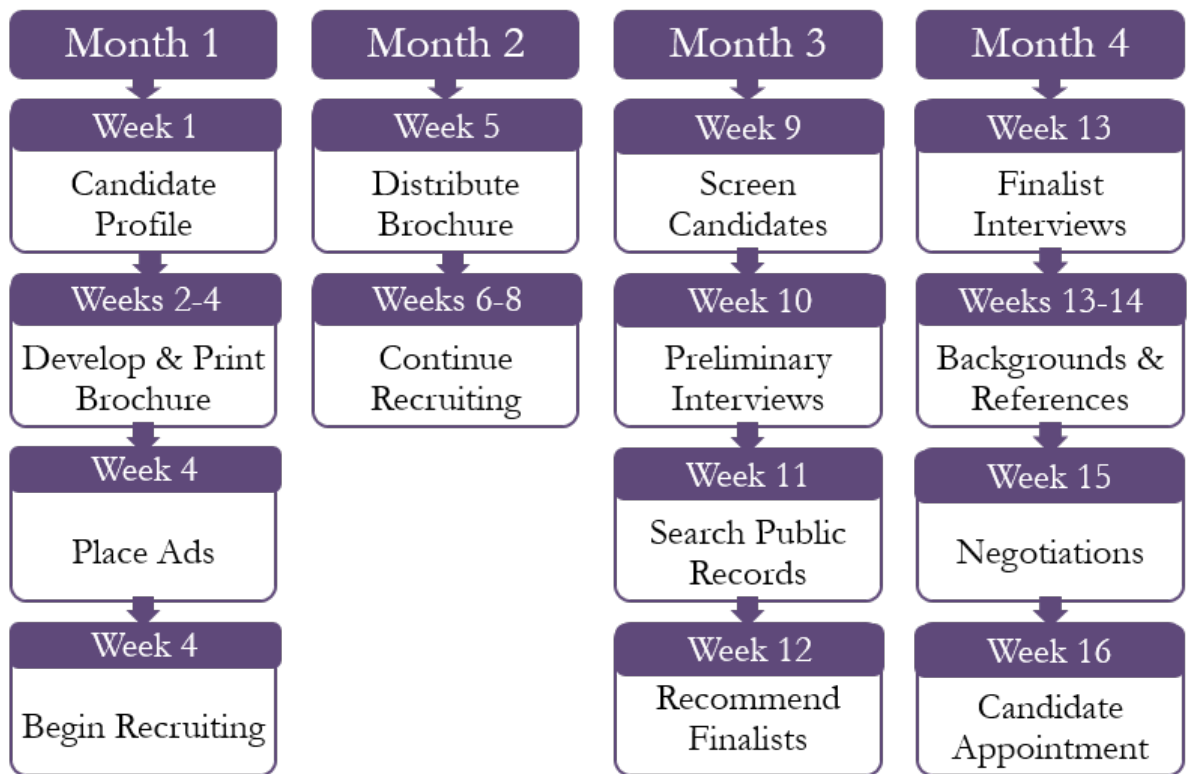 Month 1
Week 1
Candidate
Profile
Weeks 2-4
Develop & Print
Brochure
Week 4
Place Ads
Week 4
Begin Recruiting
Month 2
Week 5
Distribute
Brochure
Weeks 6-8
Continue
Recruiting
Month 3
Week 9
Screen
Candidates
Week 10
Preliminary
Interviews
Week 11
Search Public
Records
Week 12
Recommend
Finalists
Month 4
Week 13
Finalist
Interviews
Weeks 13-14
Backgrounds &
References
Week 15
Negotiations
Week 16
Candidate
Appointment